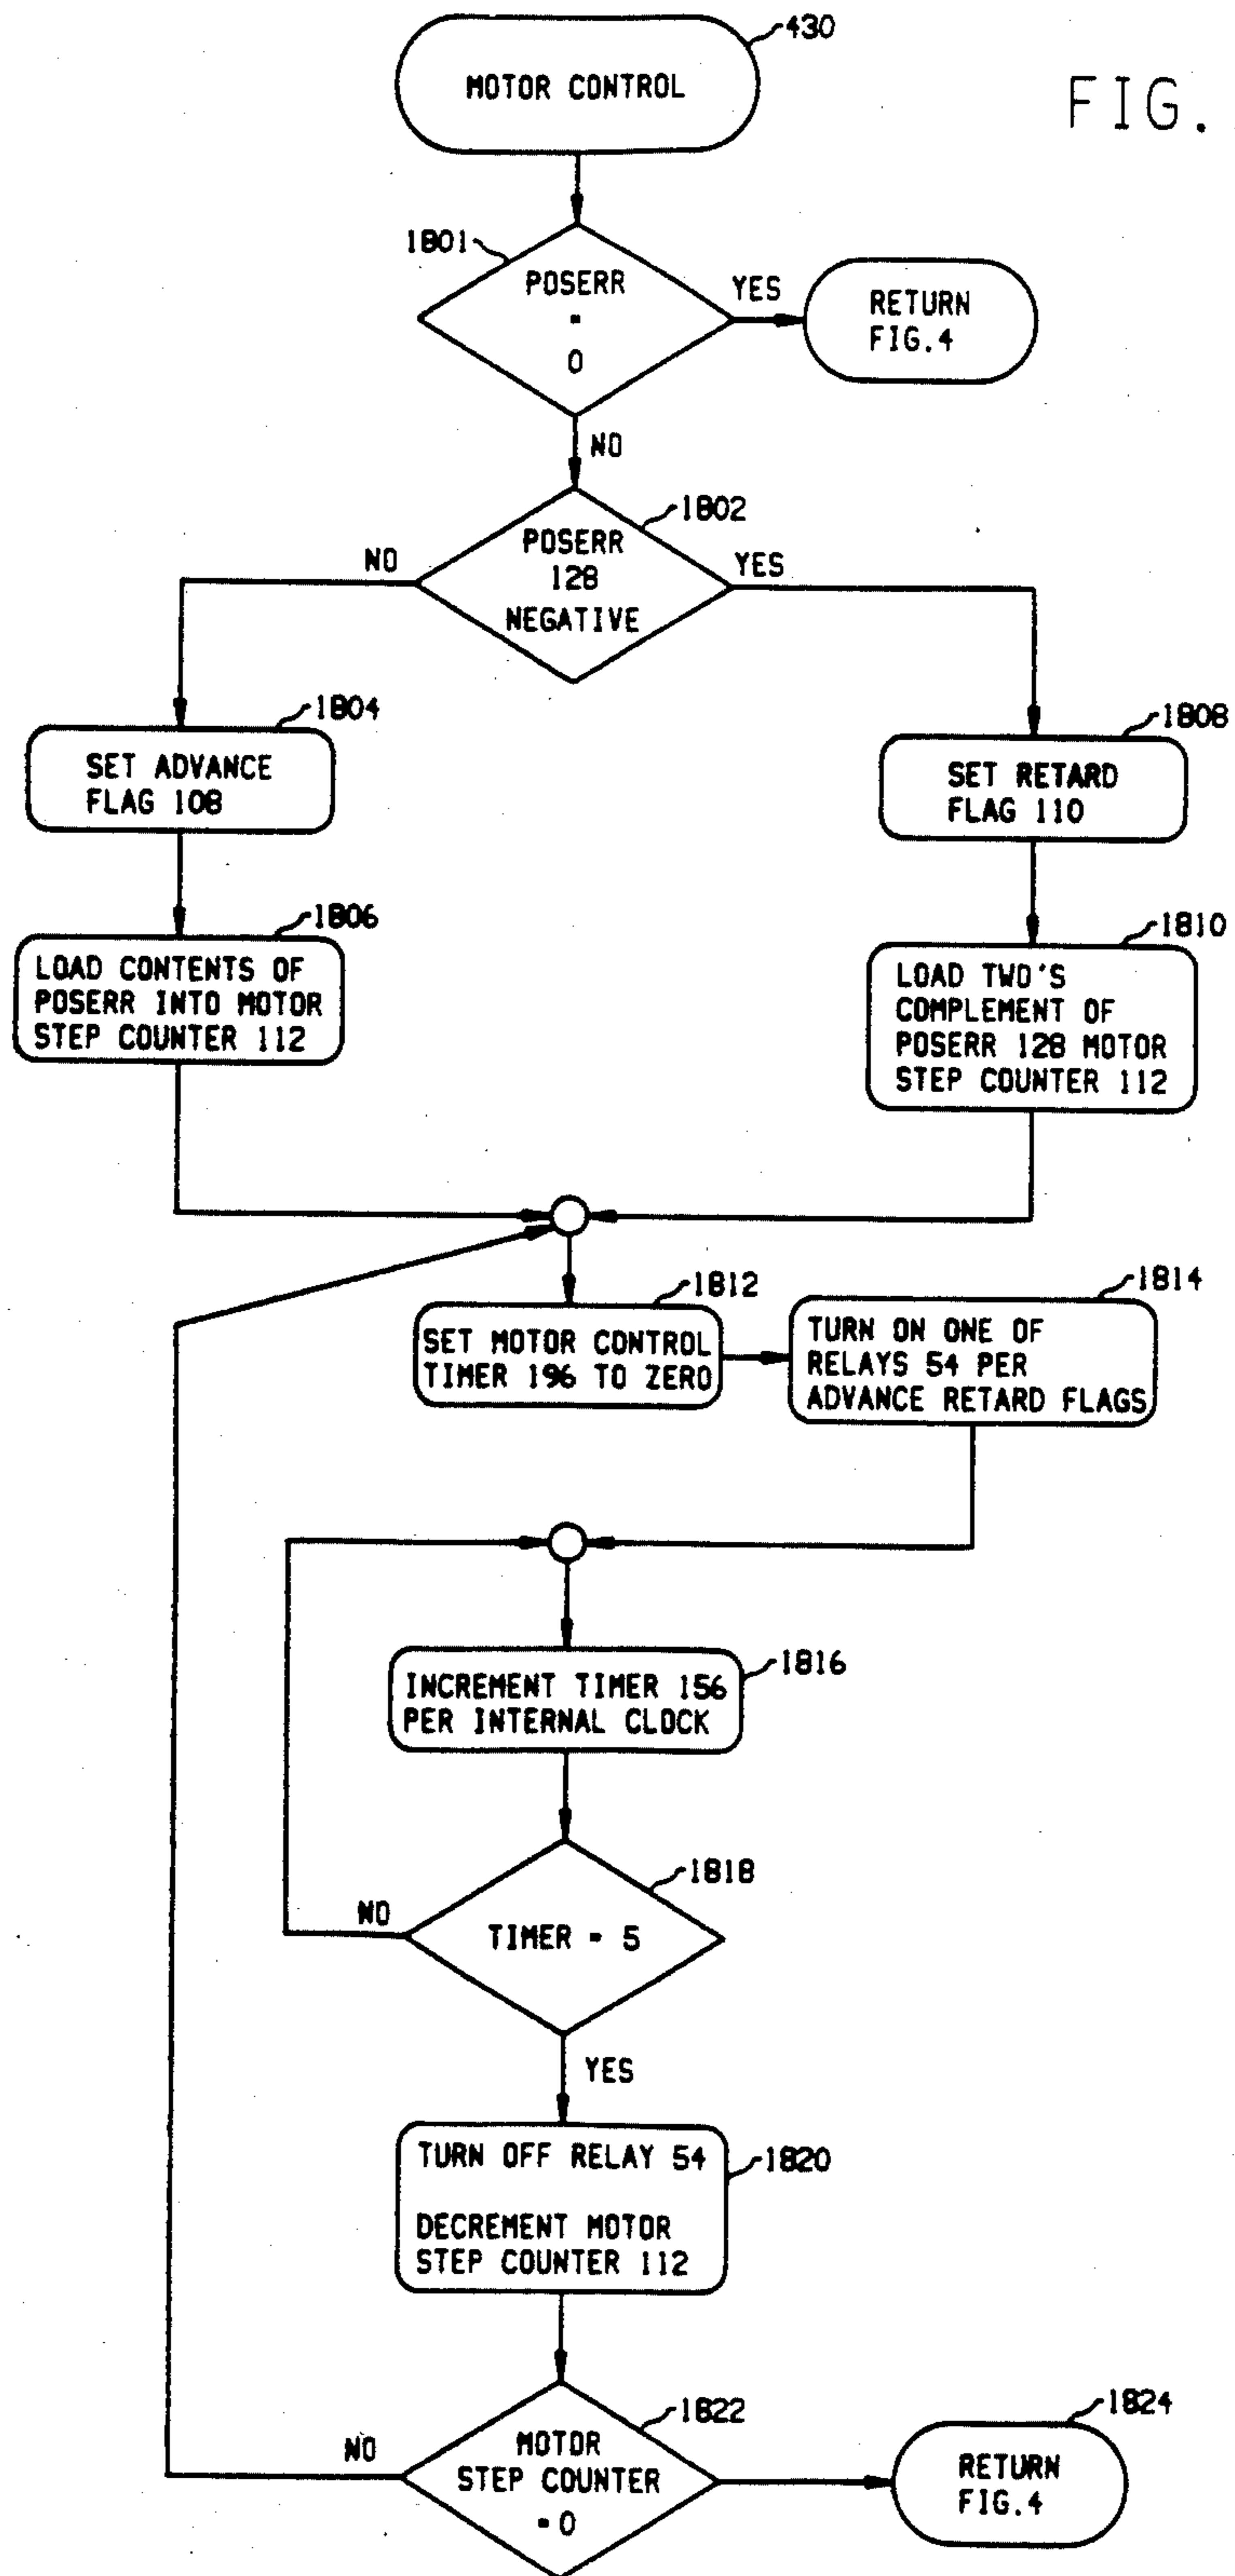 430
MOTOR CONTROL
FIG.
1801
POSERR
=
0
YES
RETURN
FIG.4
NO
1802
POSERR
128
NEGATIVE
NO
YES
1804
SET ADVANCE
FLAG 108
1808
SET RETARD
FLAG 110
1806
LOAD CONTENTS OF
POSERR INTO MOTOR
STEP COUNTER 112
1810
LOAD TWO'S
COMPLEMENT OF
POSERR 128 MOTOR
STEP COUNTER 112
1812
SET MOTOR CONTROL
TIMER 196 TO ZERO
1814
TURN ON ONE OF
RELAYS 54 PER
ADVANCE RETARD FLAGS
1816
INCREMENT TIMER 156
PER INTERNAL CLOCK
1818
TIMER = 5
NO
YES
1820
TURN OFF RELAY 54
DECREMENT MOTOR
STEP COUNTER 112
1822
MOTOR
STEP COUNTER
= 0
NO
1824
RETURN
FIG.4